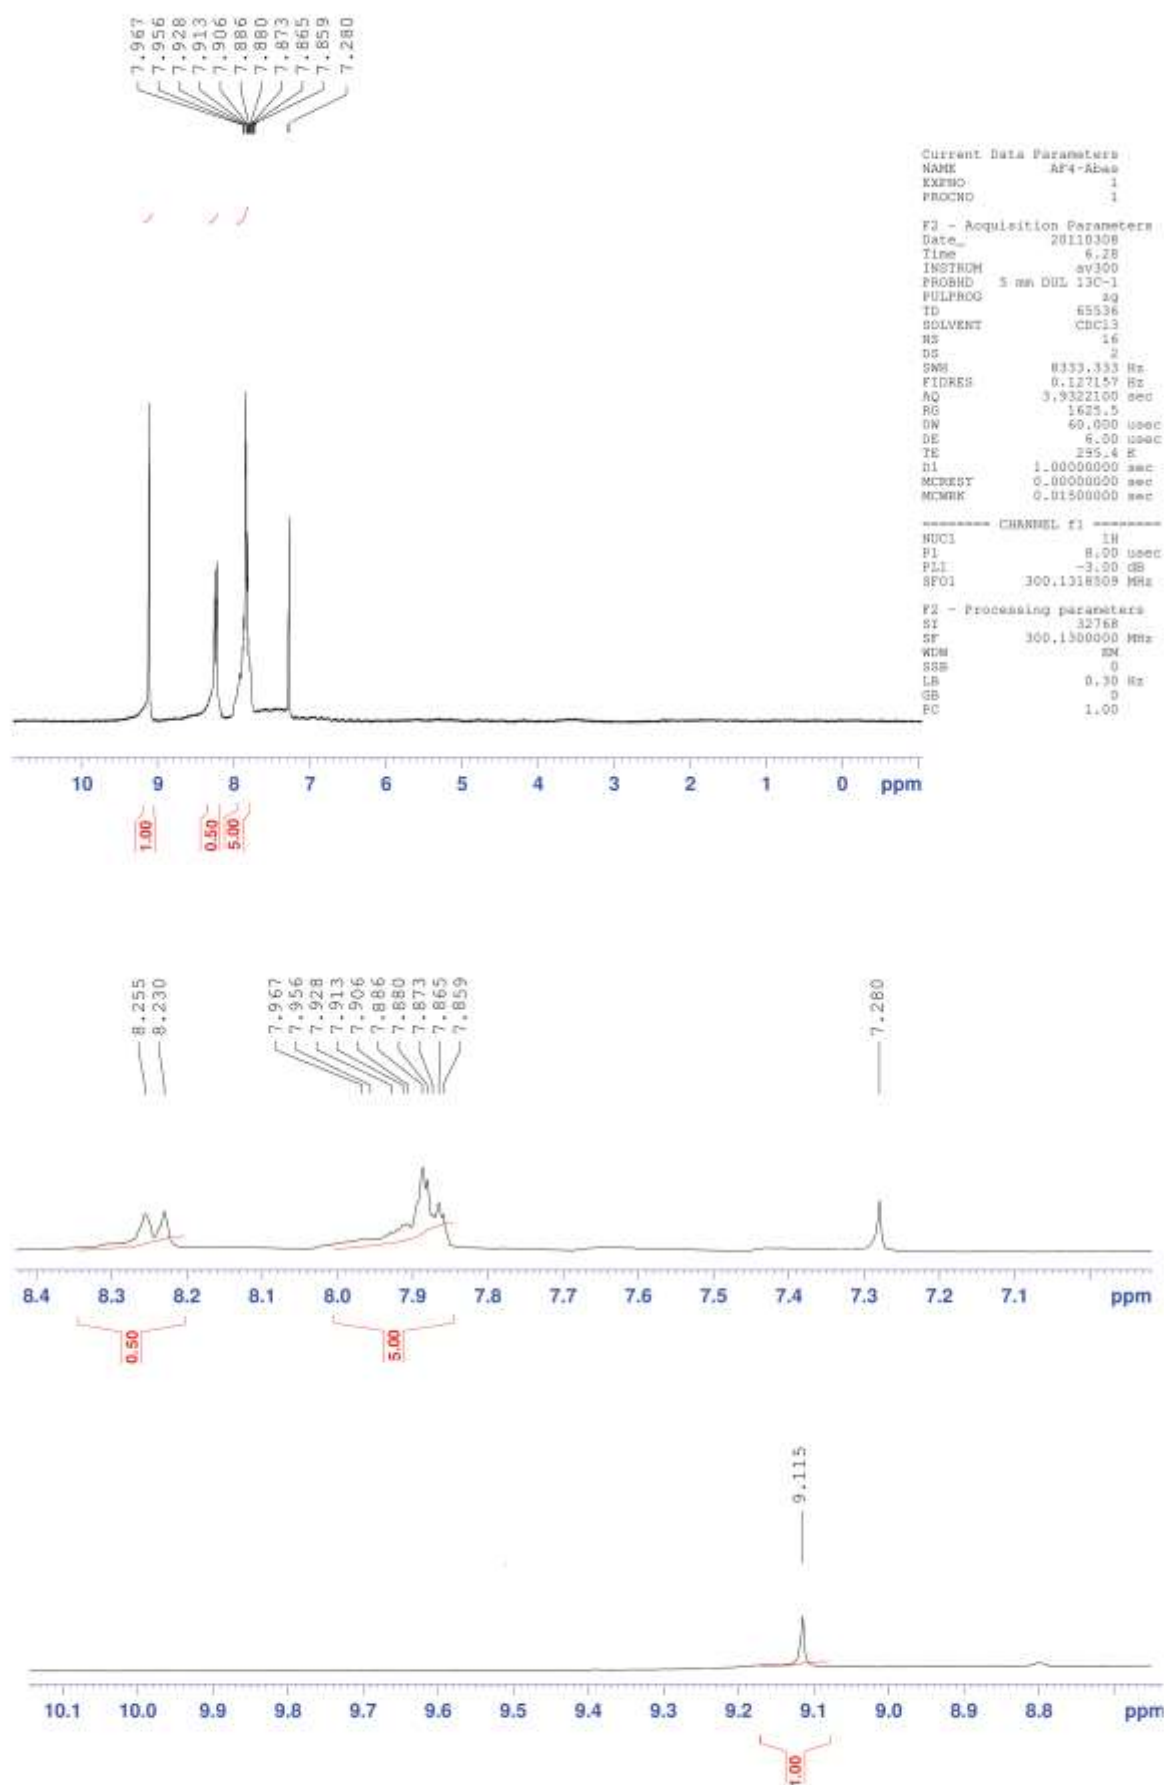 7.967
7.956
7.928
7.913
7.906
7.886
7.880
7.873
7.865
7.859
7.280
Current Data Parameters
NAME AF4-Abas
EXPNO 1
PROCNO 1
F2 - Acquisition Parameters
Date_ 20110308
Time 6.28
INSTRUM av300
PROBHD 5 mm DUL 13C-1
PULPROG zg
TD 65536
SOLVENT CDCl3
NS 16
DS 2
SWH 8333.333 Hz
FIDRES 0.127157 Hz
AQ 3.9322100 sec
RG 1625.5
DW 60.000 usec
DE 6.00 usec
TE 295.4 K
D1 1.00000000 sec
MCREST 0.00000000 sec
MCWRK 0.01500000 sec
======== CHANNEL f1 ========
NUC1 1H
P1 8.00 usec
PL1 -3.00 dB
SFO1 300.1318509 MHz
F2 - Processing parameters
SI 32768
SF 300.1300000 MHz
WDW EM
SSB 0
LB 0.30 Hz
GB 0
PC 1.00
10 9 8 7 6 5 4 3 2 1 0 ppm
1.00 0.50 5.00
8.255
8.230
7.967
7.956
7.928
7.913
7.906
7.886
7.880
7.873
7.865
7.859
7.280
8.4 8.3 8.2 8.1 8.0 7.9 7.8 7.7 7.6 7.5 7.4 7.3 7.2 7.1 ppm
0.50 5.00
9.115
10.1 10.0 9.9 9.8 9.7 9.6 9.5 9.4 9.3 9.2 9.1 9.0 8.9 8.8 ppm
1.00